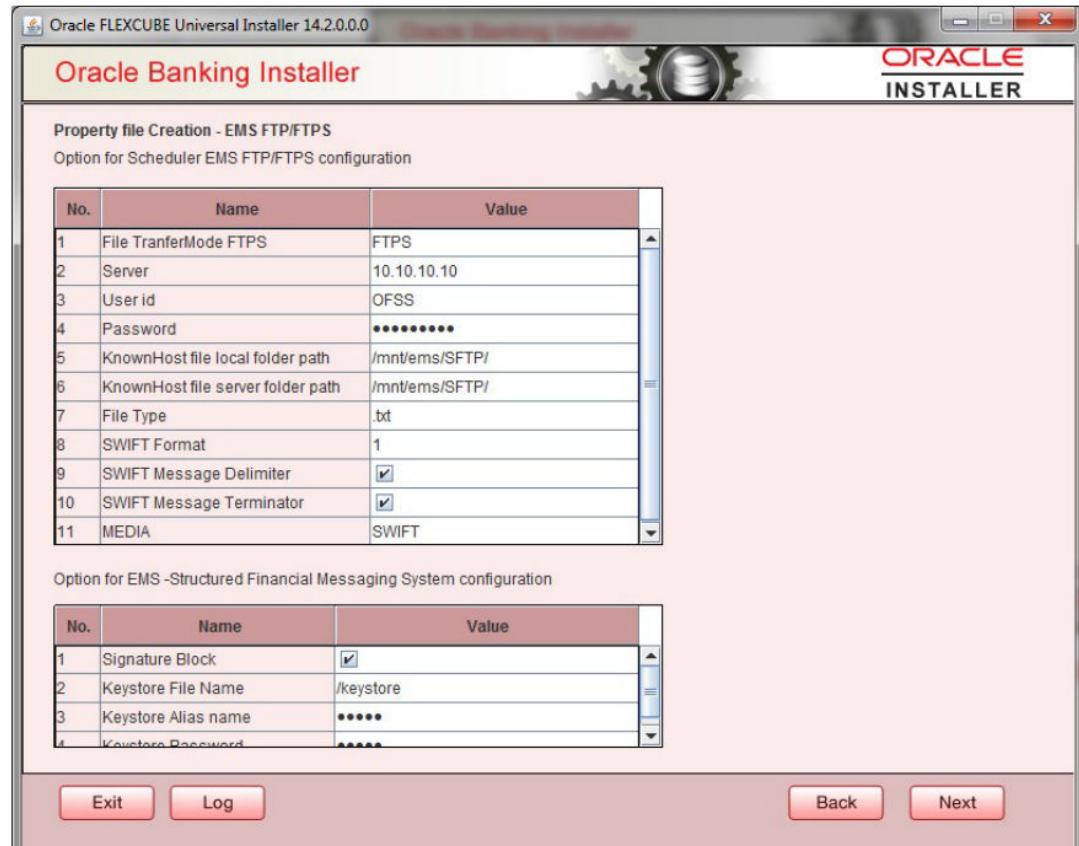 Oracle FLEXCUBE Universal Installer 14.2.0.0.0
Oracle Banking Installer
ORACLE
INSTALLER
Property file Creation - EMS FTP/FTPS
Option for Scheduler EMS FTP/FTPS configuration
No. Name Value
1 File TranferMode FTPS FTPS
2 Server 10.10.10.10
3 User id OFSS
4 Password •••••••••
5 KnownHost file local folder path /mnt/ems/SFTP/
6 KnownHost file server folder path /mnt/ems/SFTP/
7 File Type .txt
8 SWIFT Format 1
9 SWIFT Message Delimiter
10 SWIFT Message Terminator
11 MEDIA SWIFT
Option for EMS -Structured Financial Messaging System configuration
No. Name Value
1 Signature Block
2 Keystore File Name /keystore
3 Keystore Alias name •••••
4 Keystore Password •••••
Exit Log Back Next